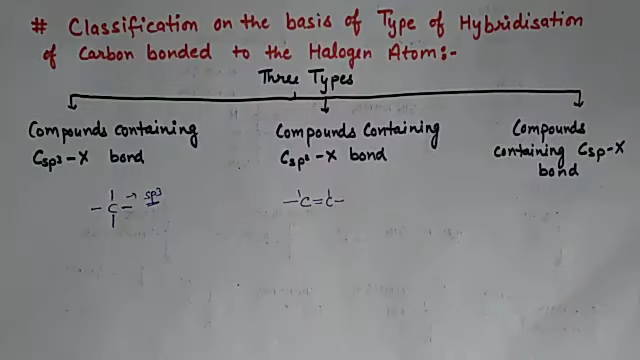 # Classification on the basis of Type of Hybridisation
of Carbon bonded to the Halogen Atom:-
Three Types
Compounds containing
Csp³-X bond
Compounds Containing
Csp²-X bond
Compounds
containing Csp-X
bond
-C- → sp3
-C=C-